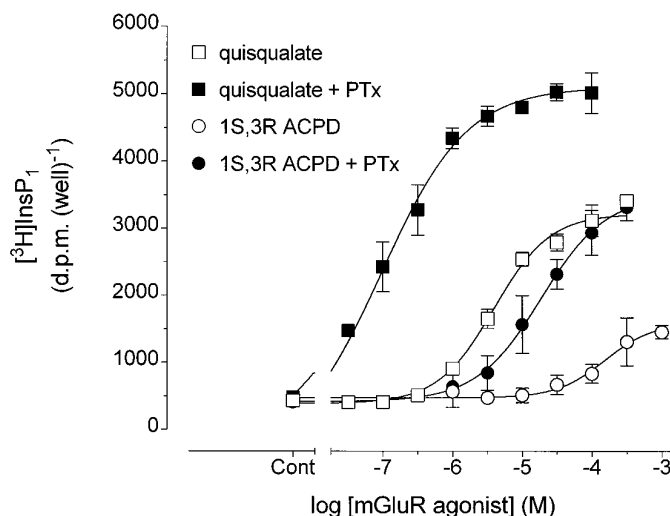 6000
5000
4000
3000
2000
1000
0
[³H]InsP₁
(d.p.m. (well)⁻¹)
quisqualate
quisqualate + PTx
1S,3R ACPD
1S,3R ACPD + PTx
Cont -7 -6 -5 -4 -3
log [mGluR agonist] (M)